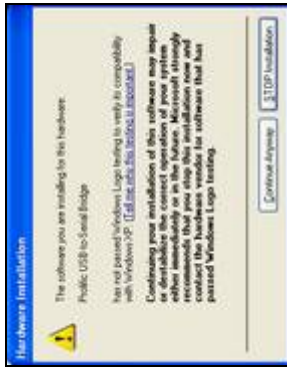 Hardware Installation
The software you are installing for this hardware:
Prolific USB-to-Serial Bridge
has not passed Windows Logo testing to verify its compatibility
with Windows XP. (Tell me why this testing is important.)
Continuing your installation of this software may impair
or destabilize the correct operation of your system
either immediately or in the future. Microsoft strongly
recommends that you stop this installation now and
contact the hardware vendor for software that has
passed Windows Logo testing.
Continue Anyway
STOP Installation